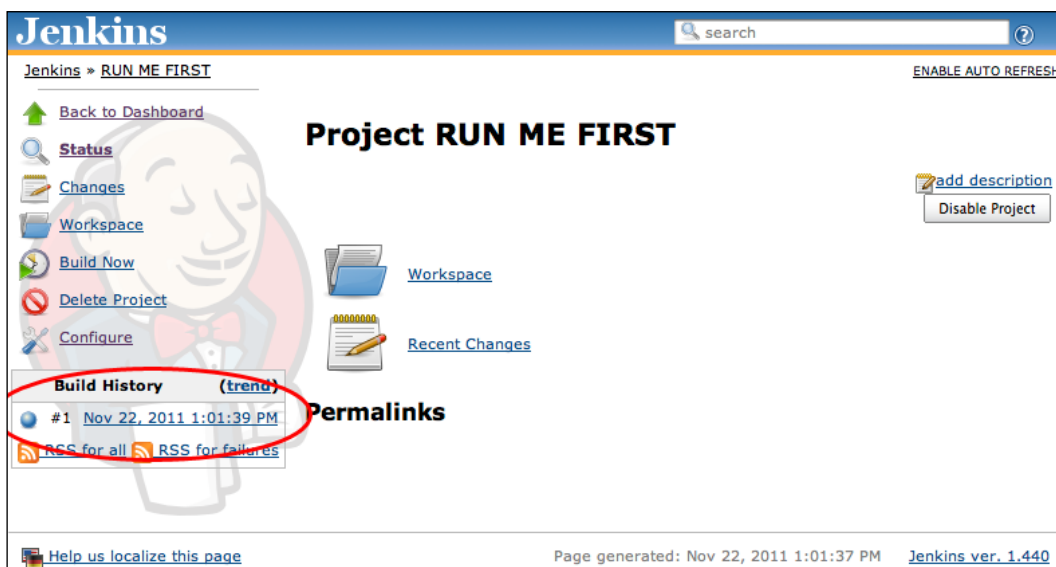 Jenkins
search
Jenkins » RUN ME FIRST
ENABLE AUTO REFRESH
Back to Dashboard
Status
Changes
Workspace
Build Now
Delete Project
Configure
Project RUN ME FIRST
add description
Disable Project
Workspace
Recent Changes
Build History (trend)
#1 Nov 22, 2011 1:01:39 PM
RSS for all RSS for failures
Permalinks
Help us localize this page
Page generated: Nov 22, 2011 1:01:37 PM
Jenkins ver. 1.440